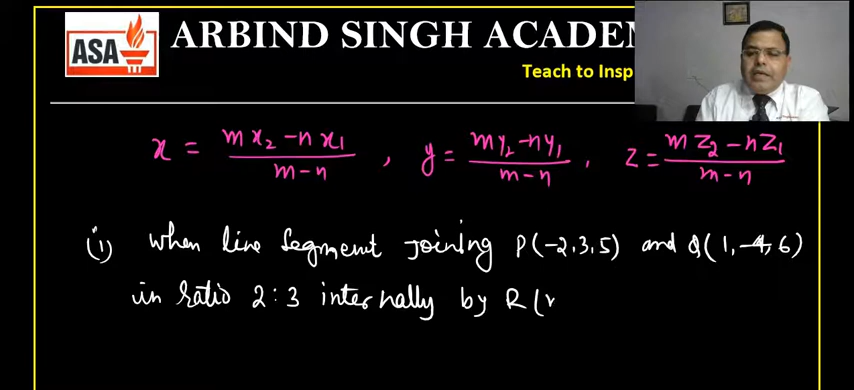 ASA
ARBIND SINGH ACADEM
Teach to Insp
x = mx₂ - nx₁ / m - n , y = my₂ - ny₁ / m - n , z = mz₂ - nz₁ / m - n
(i) when line segment joining P(-2,3,5) and Q(1,-4,6)
in ratio 2:3 internally by R(